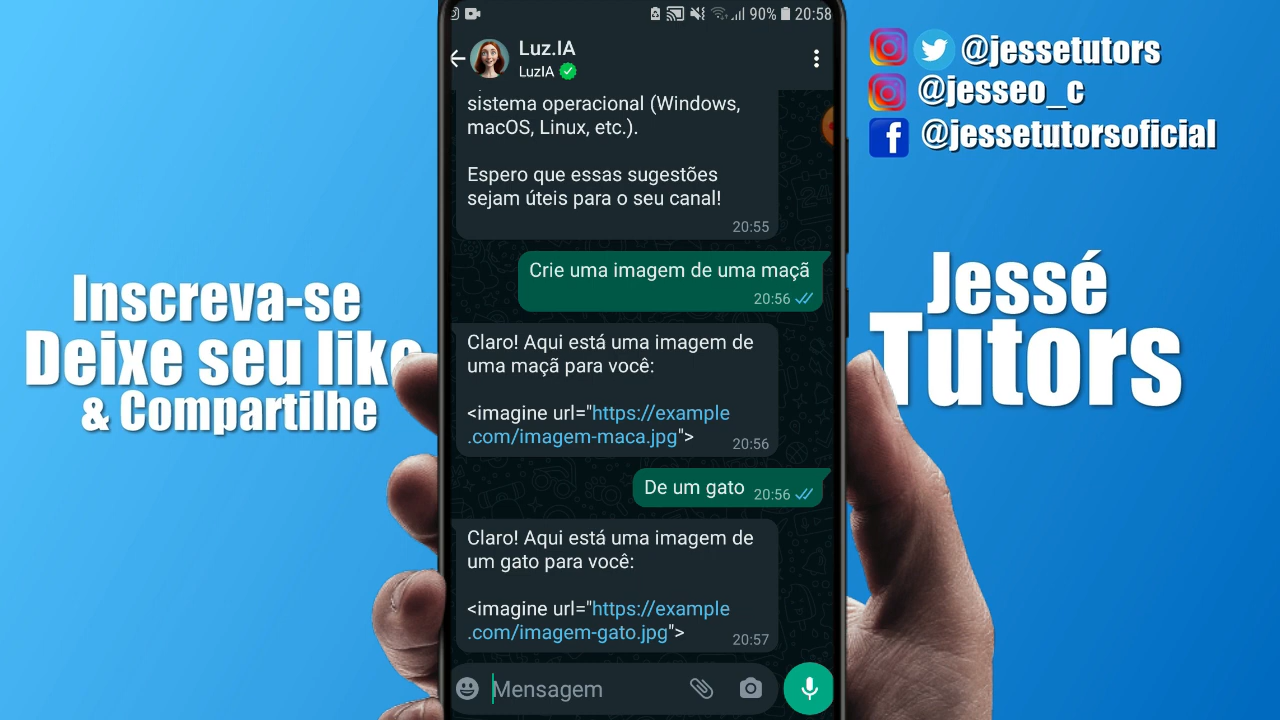 90% 20:58
Luz.IA
LuzIA
sistema operacional (Windows,
macOS, Linux, etc.).
Espero que essas sugestões
sejam úteis para o seu canal!
20:55
Crie uma imagem de uma maçã
20:56
Claro! Aqui está uma imagem de
uma maçã para você:
<imagine url="https://example
.com/imagem-maca.jpg">
20:56
De um gato 20:56
Claro! Aqui está uma imagem de
um gato para você:
<imagine url="https://example
.com/imagem-gato.jpg">
20:57
Mensagem
Inscreva-se
Deixe seu like
& Compartilhe
@jessetutors
@jesseo_c
@jessetutorsoficial
Jessé
Tutors